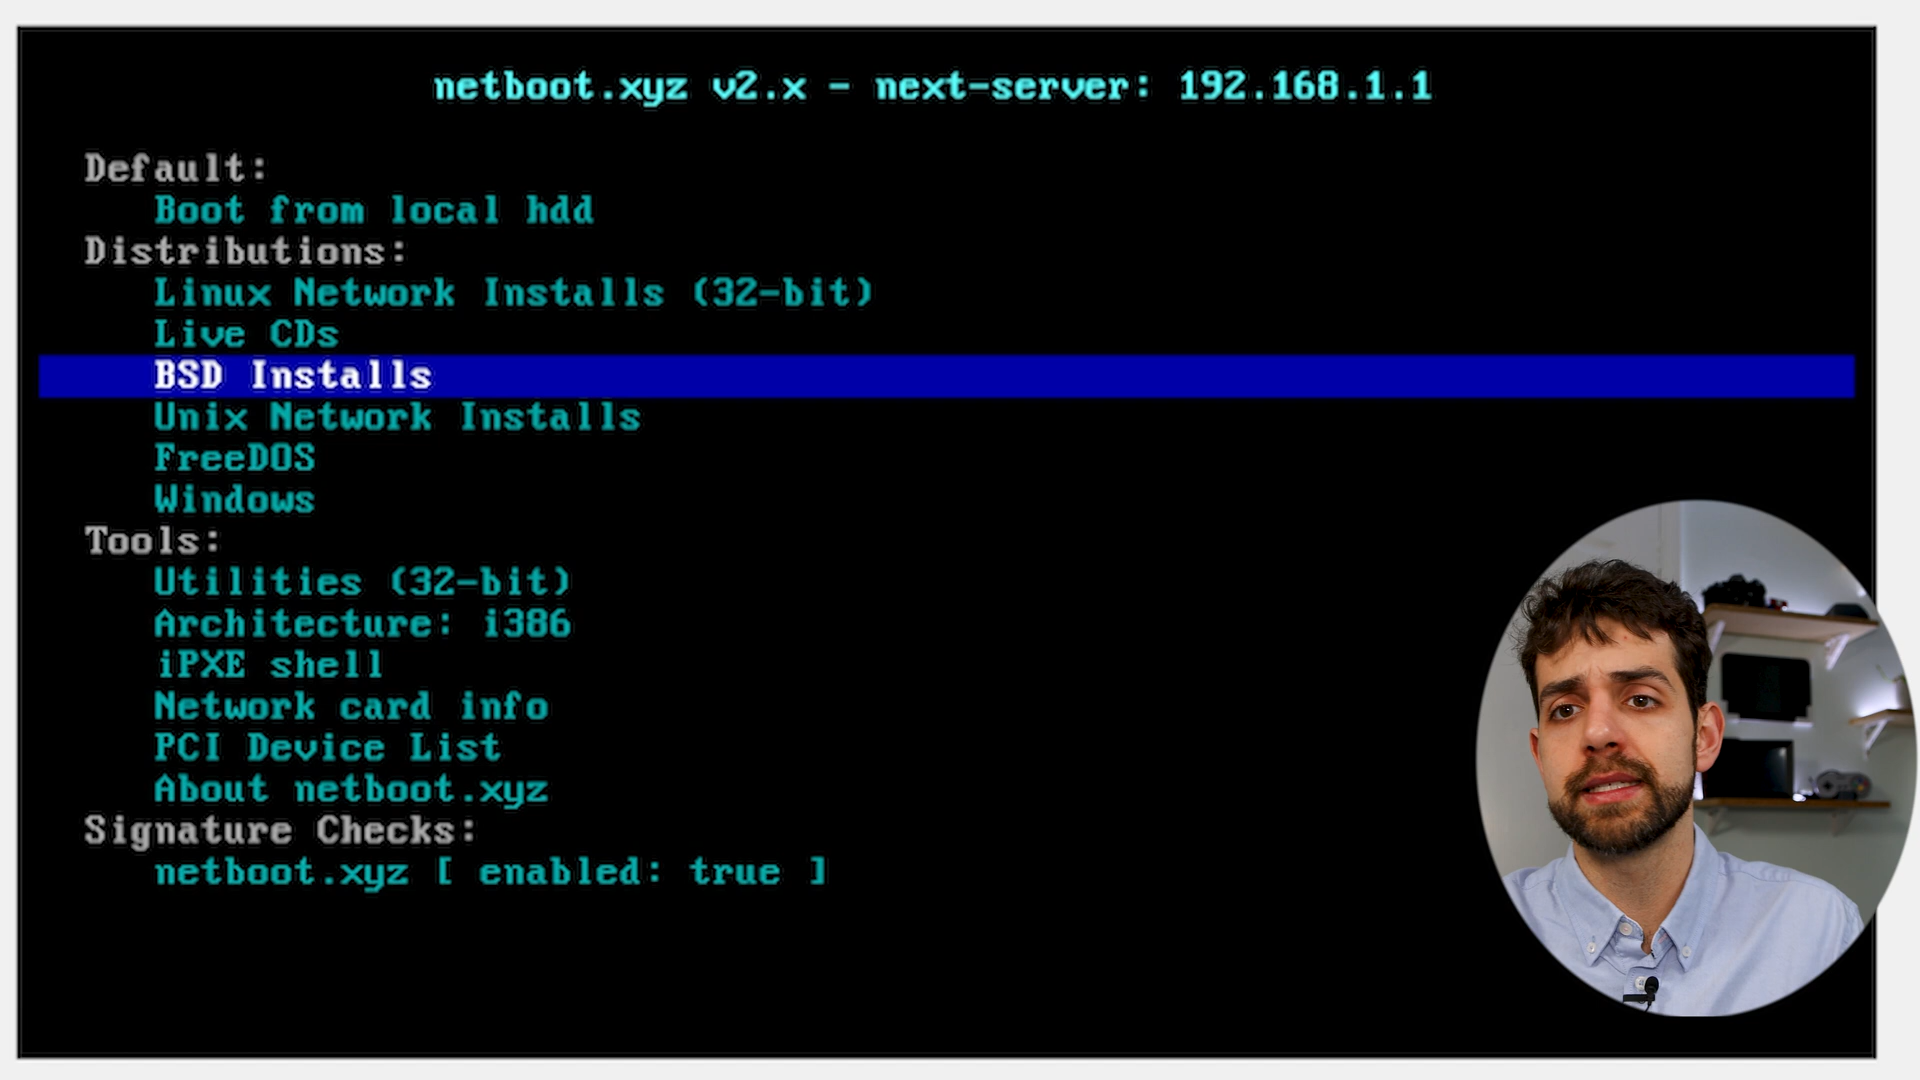 netboot.xyz v2.x - next-server: 192.168.1.1
Default:
Boot from local hdd
Distributions:
Linux Network Installs (32-bit)
Live CDs
BSD Installs
Unix Network Installs
FreeDOS
Windows
Tools:
Utilities (32-bit)
Architecture: i386
iPXE shell
Network card info
PCI Device List
About netboot.xyz
Signature Checks:
netboot.xyz [ enabled: true ]